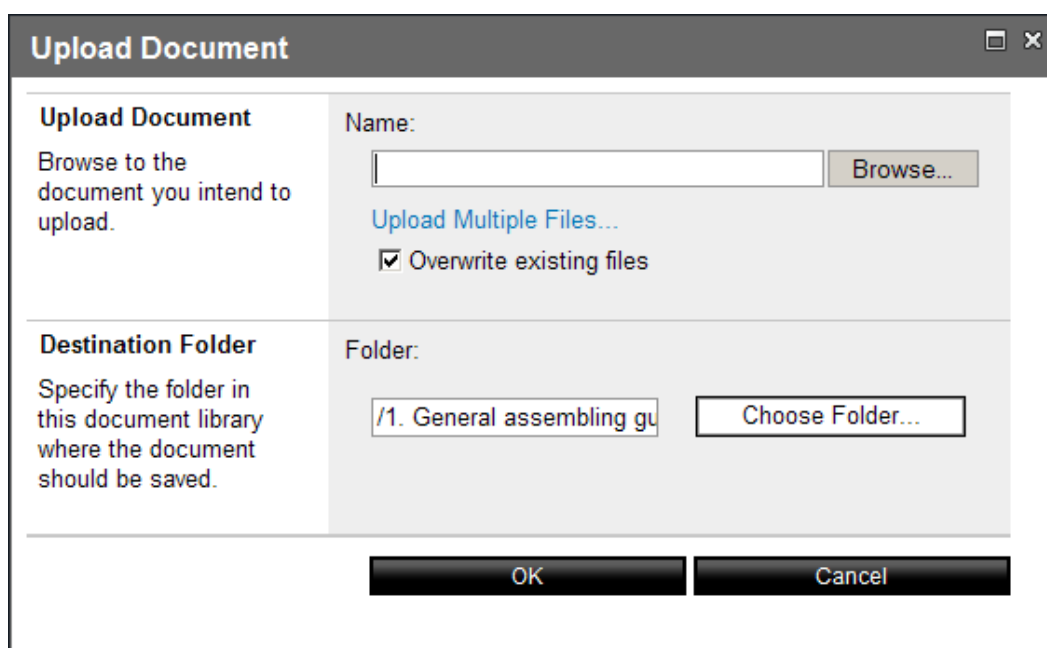 Upload Document
Upload Document
Browse to the
document you intend to
upload.
Name:
Browse...
Upload Multiple Files...
Overwrite existing files
Destination Folder
Specify the folder in
this document library
where the document
should be saved.
Folder:
/1. General assembling gu
Choose Folder...
OK
Cancel